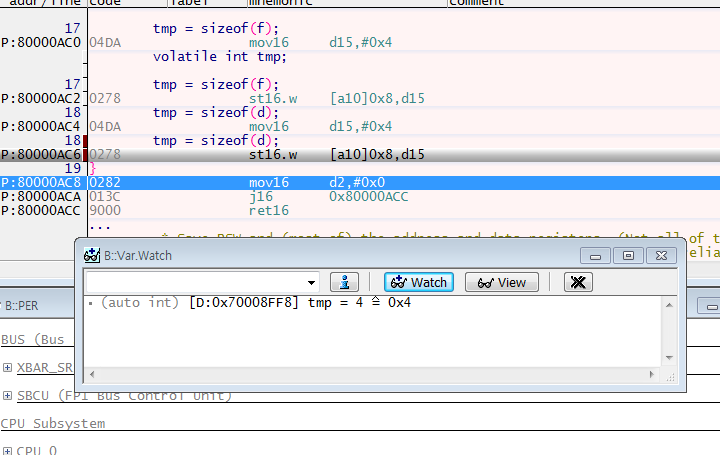 addr/line code label mnemonic comment
17 tmp = sizeof(f);
P:80000AC0 04DA mov16 d15,#0x4
volatile int tmp;
17 tmp = sizeof(f);
P:80000AC2 0278 st16.w [a10]0x8,d15
18 tmp = sizeof(d);
P:80000AC4 04DA mov16 d15,#0x4
18 tmp = sizeof(d);
P:80000AC6 0278 st16.w [a10]0x8,d15
19 }
P:80000AC8 0282 mov16 d2,#0x0
P:80000ACA 013C j16 0x80000ACC
P:80000ACC 9000 ret16
...
* Save PSW and (rest of) the address and data registers. (Not all of t
elia
B::Var.Watch
Watch View
(auto int) [D:0x70008FF8] tmp = 4 ≙ 0x4
B::PER
BUS (Bus
XBAR_SR
SBCU (FPI Bus Control Unit)
CPU Subsystem
CPU 0